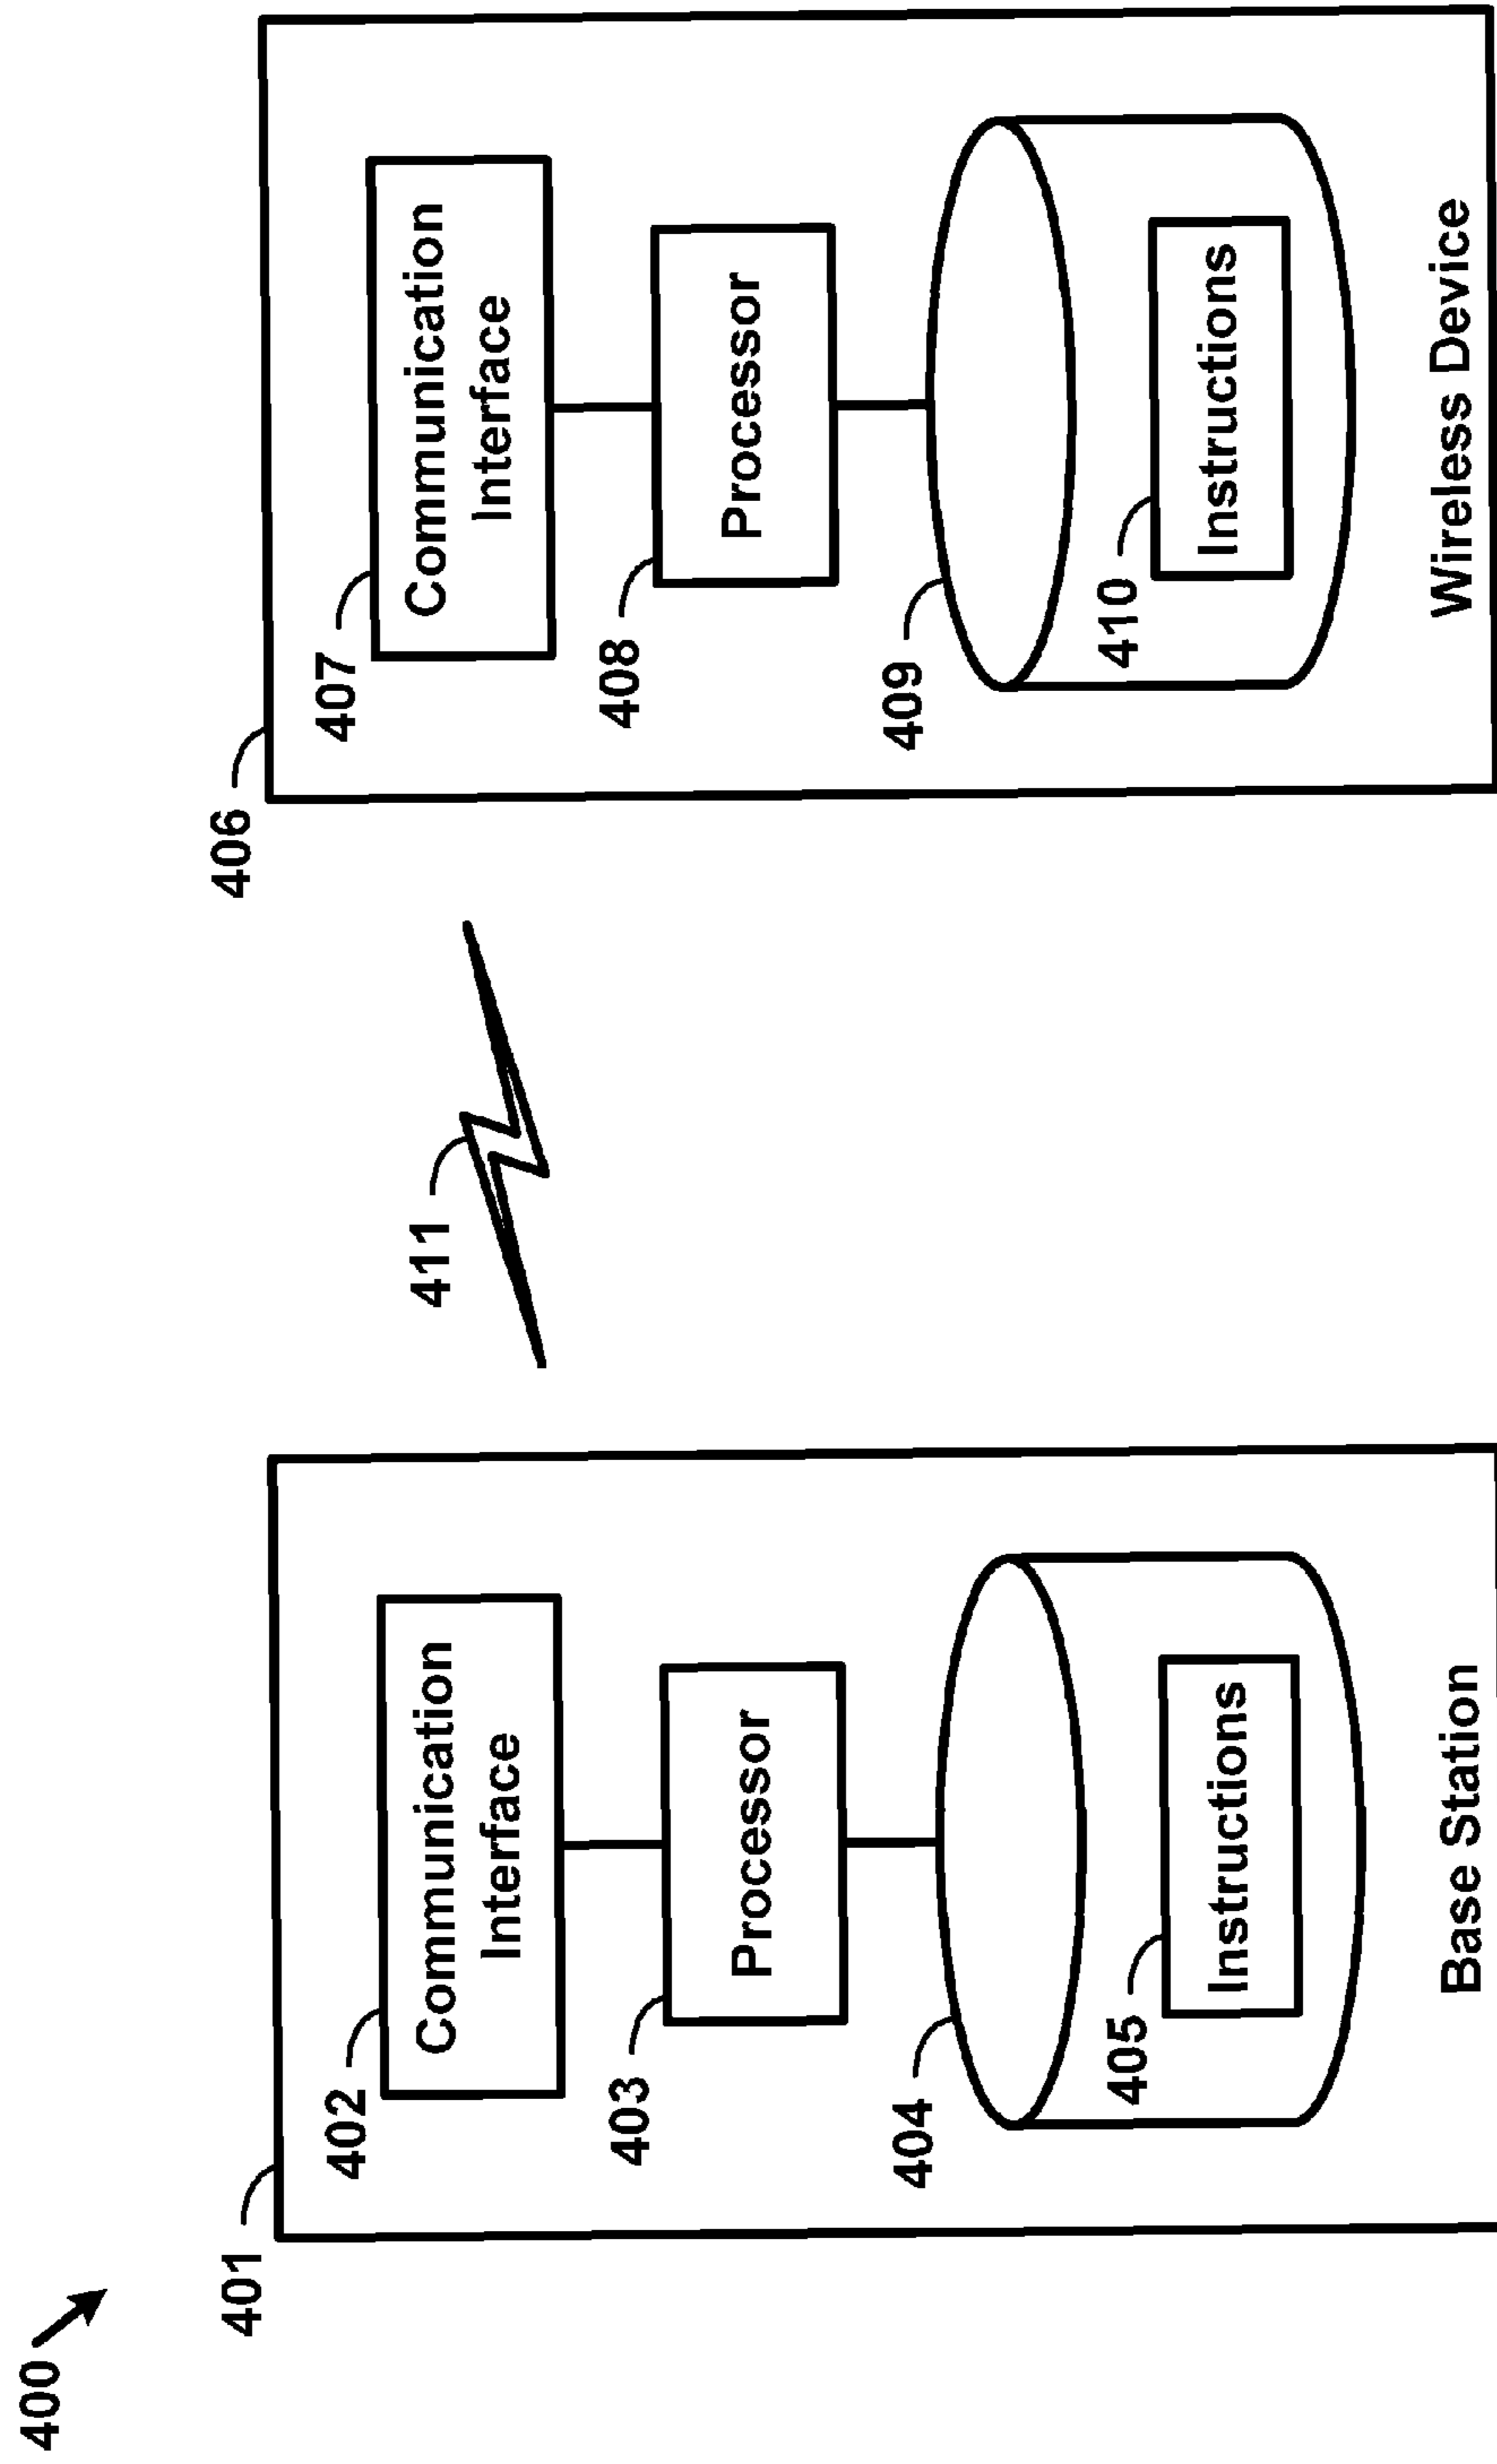 400
401
402
Communication
Interface
403
Processor
404
405
Instructions
Base Station
411
406
407
Communication
Interface
408
Processor
409
410
Instructions
Wireless Device